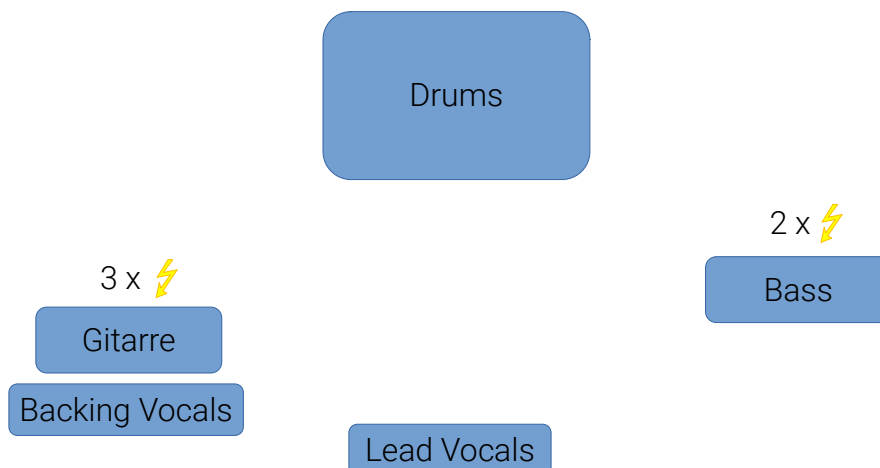 Drums
2 x
3 x
Bass
Gitarre
Backing Vocals
Lead Vocals